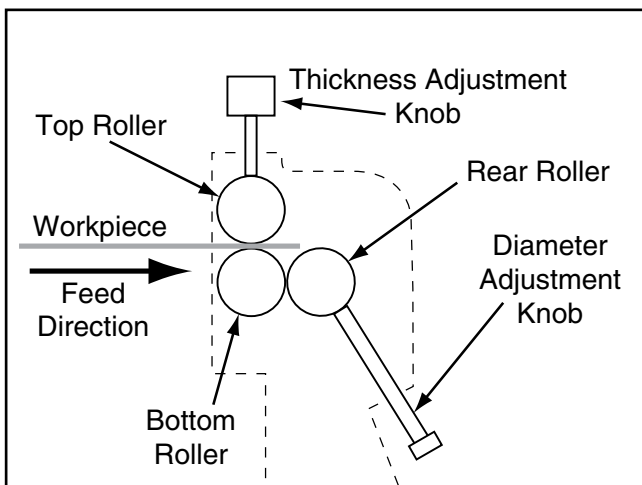 Thickness Adjustment
Knob
Top Roller
Rear Roller
Workpiece
Feed
Direction
Diameter
Adjustment
Knob
Bottom
Roller